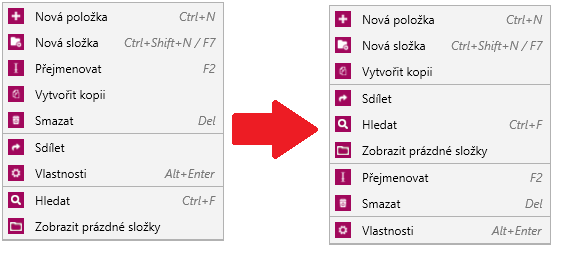 Nová položka Ctrl+N
Nová složka Ctrl+Shift+N / F7
Přejmenovat F2
Vytvořit kopii
Smazat Del
Sdílet
Vlastnosti Alt+Enter
Hledat Ctrl+F
Zobrazit prázdné složky
Nová položka Ctrl+N
Nová složka Ctrl+Shift+N / F7
Vytvořit kopii
Sdílet
Hledat Ctrl+F
Zobrazit prázdné složky
Přejmenovat F2
Smazat Del
Vlastnosti Alt+Enter